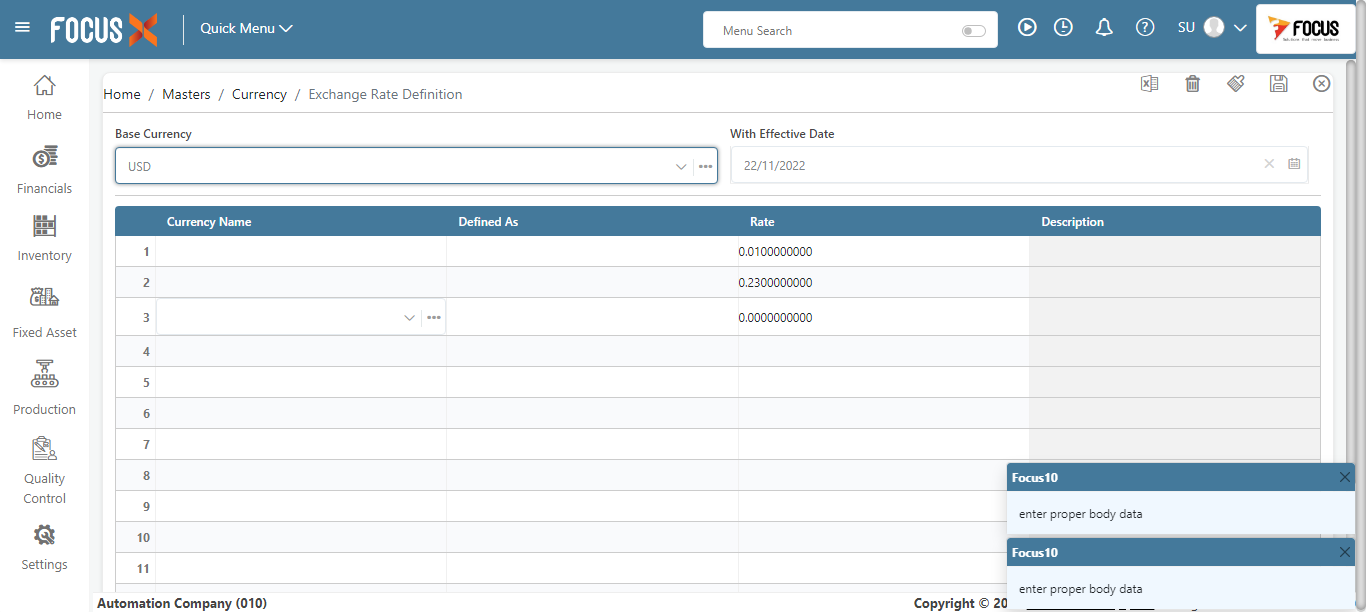 FOCUS X
Quick Menu
Menu Search
SU
FOCUS
Home
Financials
Inventory
Fixed Asset
Production
Quality
Control
Settings
Home / Masters / Currency / Exchange Rate Definition
Base Currency
With Effective Date
USD
22/11/2022
Currency Name Defined As Rate Description
1 0.0100000000
2 0.2300000000
3 0.0000000000
4
5
6
7
8
9
10
11
Focus10
enter proper body data
Focus10
enter proper body data
Automation Company (010)
Copyright © 20